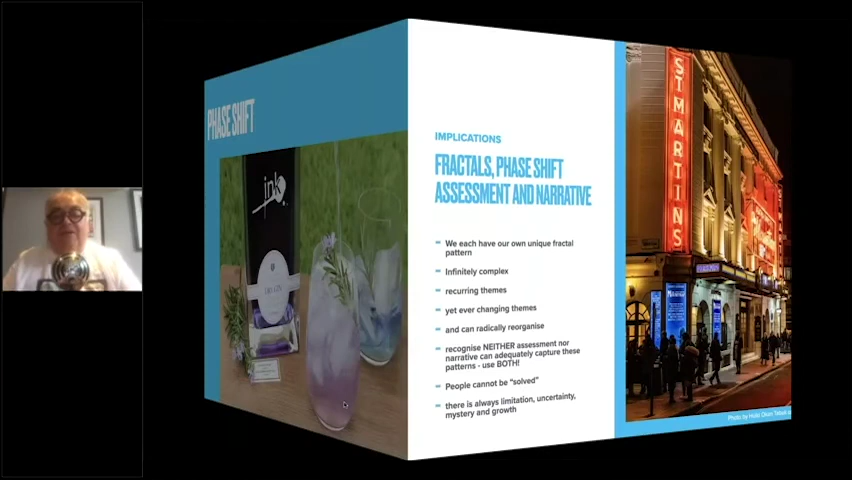 PHASE SHIFT
ink
IMPLICATIONS
FRACTALS, PHASE SHIFT
ASSESSMENT AND NARRATIVE
We each have our own unique fractal
pattern
Infinitely complex
recurring themes
yet ever changing themes
and can radically reorganise
recognise NEITHER assessment nor
narrative can adequately capture these
patterns - use BOTH!
People cannot be "solved"
there is always limitation, uncertainty,
mystery and growth
ST MARTINS